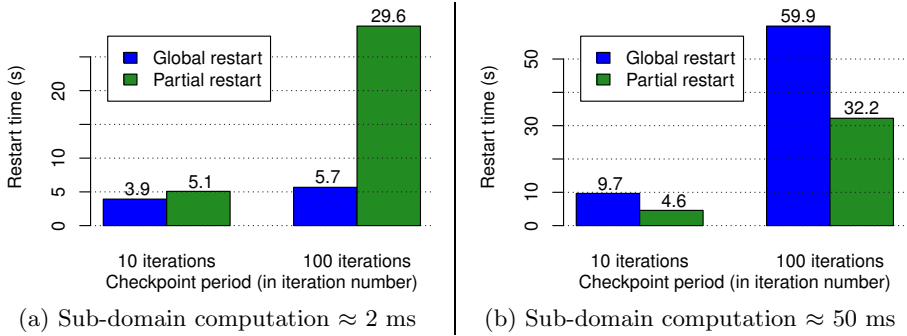 Restart time (s)
0
5
10
25
Global restart
Partial restart
3.9
5.1
5.7
29.6
10 iterations
100 iterations
Checkpoint period (in iteration number)
(a) Sub-domain computation ≈ 2 ms
Restart time (s)
0
10
30
50
Global restart
Partial restart
9.7
4.6
59.9
32.2
10 iterations
100 iterations
Checkpoint period (in iteration number)
(b) Sub-domain computation ≈ 50 ms